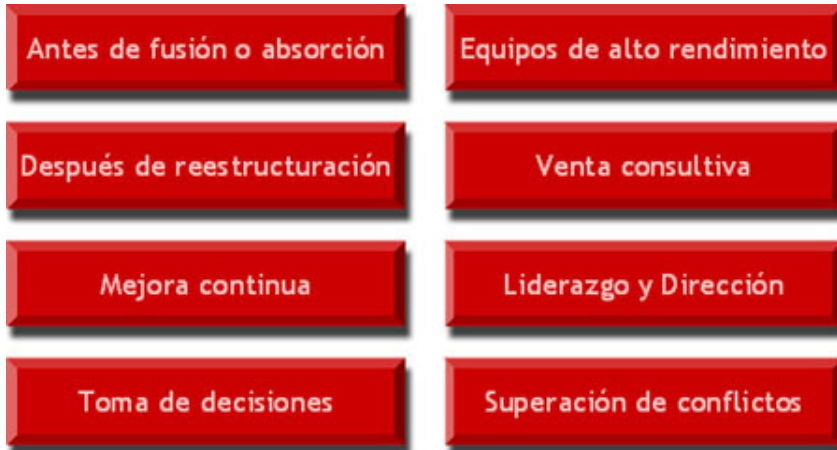 Antes de fusión o absorción
Equipos de alto rendimiento
Después de reestructuración
Venta consultiva
Mejora continua
Liderazgo y Dirección
Toma de decisiones
Superación de conflictos